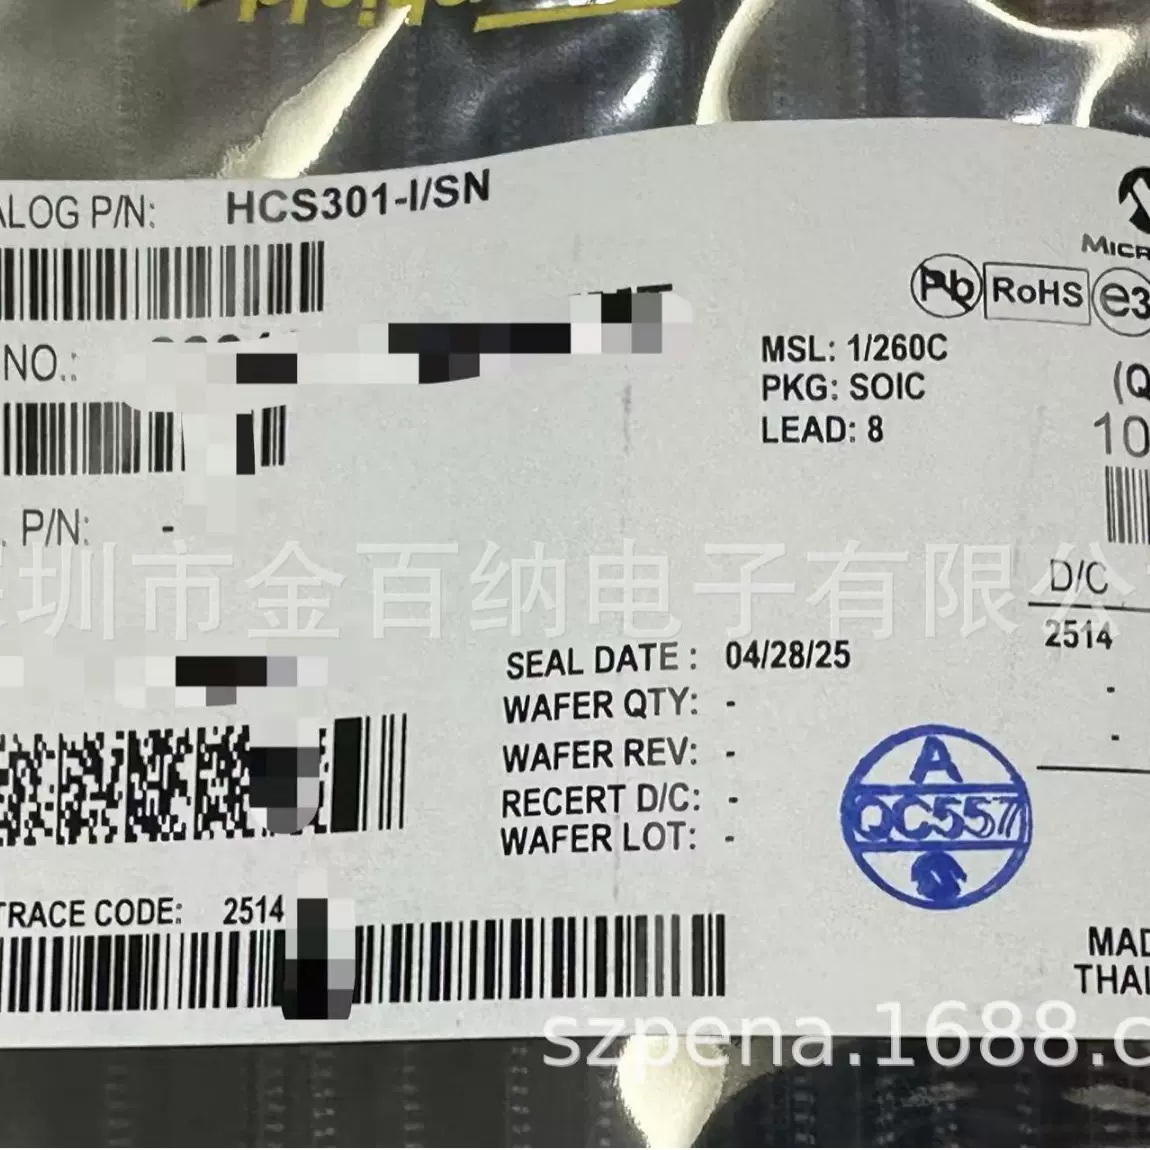 ALOG P/N: HCS301-I/SN
MICR
Pb RoHS e3
NO.:
MSL: 1/260C
PKG: SOIC
LEAD: 8
(Q
10
. P/N: -
深圳市金百纳电子有限公
D/C
2514
-
-
SEAL DATE: 04/28/25
WAFER QTY: -
WAFER REV: -
RECERT D/C: -
WAFER LOT: -
A
QC557
TRACE CODE: 2514
MAD
THAI
szpena.1688.c